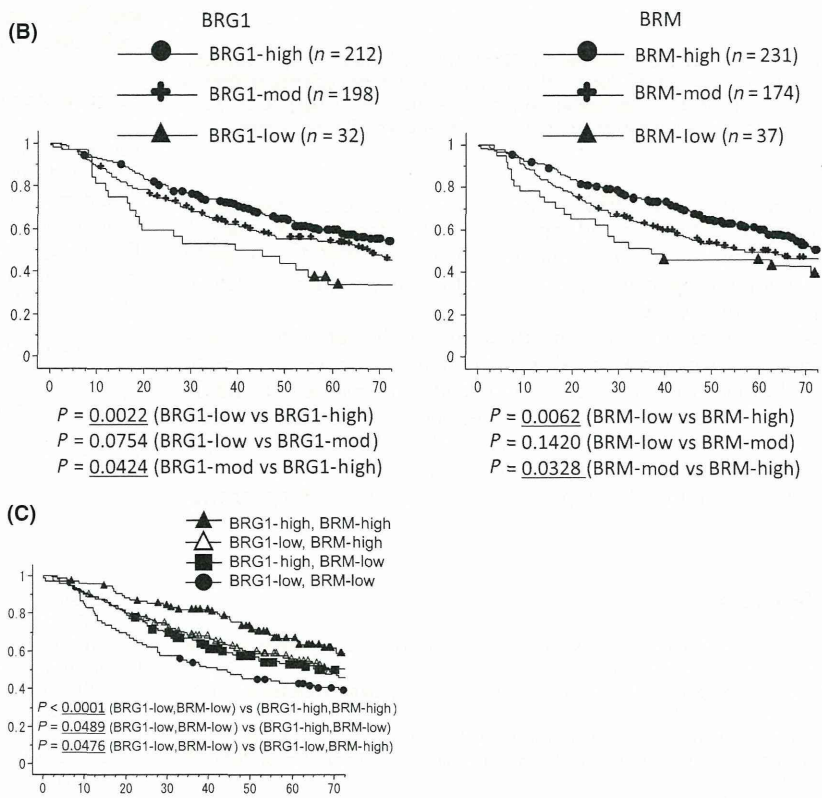 (B)
BRG1
BRG1-high (n = 212)
BRG1-mod (n = 198)
BRG1-low (n = 32)
1
0.8
0.6
0.4
0.2
0
0 10 20 30 40 50 60 70
P = 0.0022 (BRG1-low vs BRG1-high)
P = 0.0754 (BRG1-low vs BRG1-mod)
P = 0.0424 (BRG1-mod vs BRG1-high)
BRM
BRM-high (n = 231)
BRM-mod (n = 174)
BRM-low (n = 37)
1
0.8
0.6
0.4
0.2
0
0 10 20 30 40 50 60 70
P = 0.0062 (BRM-low vs BRM-high)
P = 0.1420 (BRM-low vs BRM-mod)
P = 0.0328 (BRM-mod vs BRM-high)
(C)
BRG1-high, BRM-high
BRG1-low, BRM-high
BRG1-high, BRM-low
BRG1-low, BRM-low
1
0.8
0.6
0.4
0.2
0
P < 0.0001 (BRG1-low,BRM-low) vs (BRG1-high,BRM-high)
P = 0.0489 (BRG1-low,BRM-low) vs (BRG1-high,BRM-low)
P = 0.0476 (BRG1-low,BRM-low) vs (BRG1-low,BRM-high)
0 10 20 30 40 50 60 70